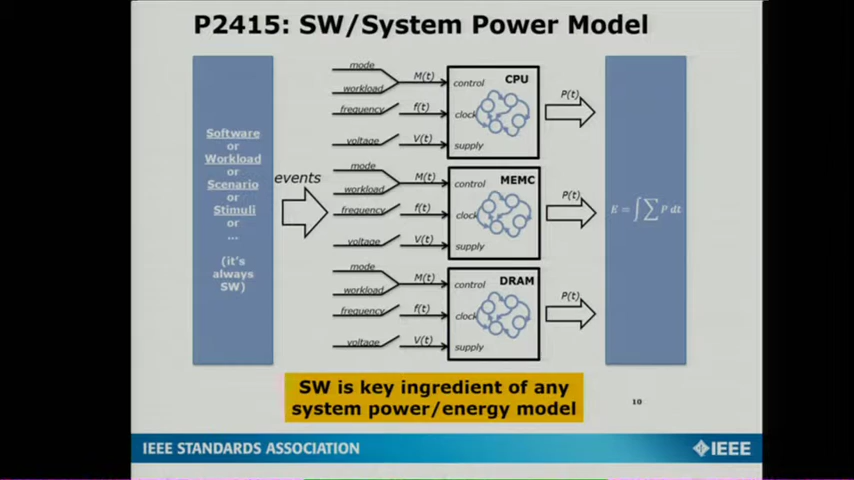 P2415: SW/System Power Model
Software
or
Workload
or
Scenario
or
Stimuli
or
...
(it's
always
SW)
events
mode
workload
frequency
voltage
M(t)
f(t)
V(t)
CPU
control
clock
supply
P(t)
mode
workload
frequency
voltage
M(t)
f(t)
V(t)
MEMC
control
clock
supply
P(t)
mode
workload
frequency
voltage
M(t)
f(t)
V(t)
DRAM
control
clock
supply
P(t)
E = ∫ ∑ P dt
SW is key ingredient of any
system power/energy model
10
IEEE STANDARDS ASSOCIATION
IEEE